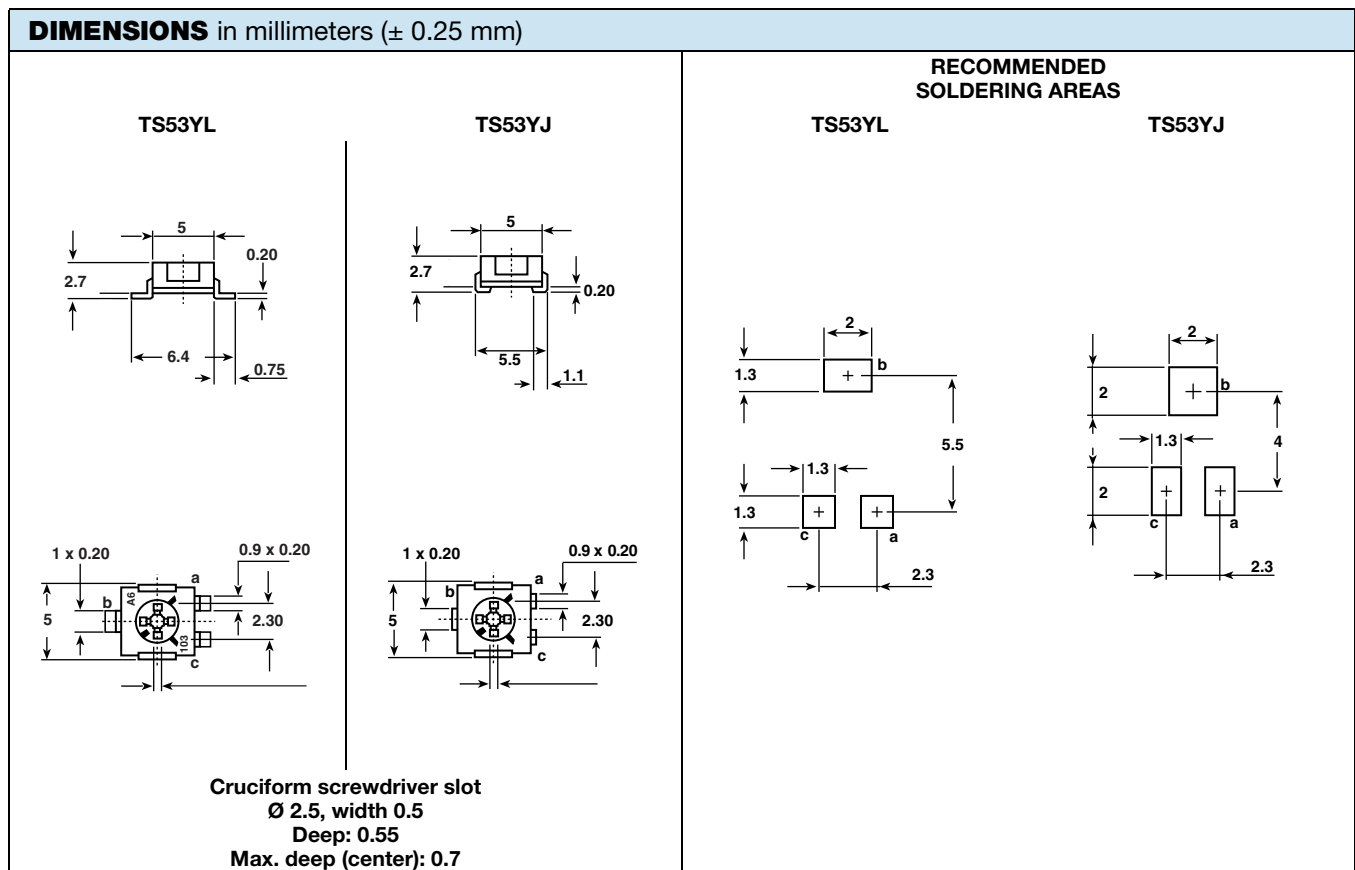 DIMENSIONS in millimeters (± 0.25 mm)
TS53YL
TS53YJ
5
2.7
0.20
6.4
0.75
5
2.7
0.20
5.5
1.1
1 x 0.20
0.9 x 0.20
a
b
A6
5
2.30
103
c
1 x 0.20
0.9 x 0.20
a
b
5
2.30
c
Cruciform screwdriver slot
Ø 2.5, width 0.5
Deep: 0.55
Max. deep (center): 0.7
RECOMMENDED
SOLDERING AREAS
TS53YL
TS53YJ
2
b
1.3
5.5
1.3
1.3
c
a
2.3
2
b
2
4
1.3
2
c
a
2.3